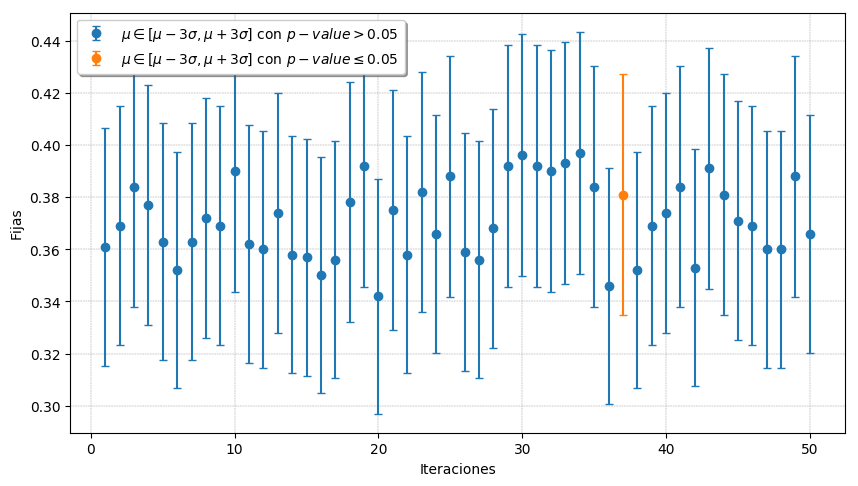 μ ∈ [μ − 3σ, μ + 3σ] con p − value > 0.05
μ ∈ [μ − 3σ, μ + 3σ] con p − value ≤ 0.05
Fijas
0.44
0.42
0.40
0.38
0.36
0.34
0.32
0.30
0 10 20 30 40 50
Iteraciones